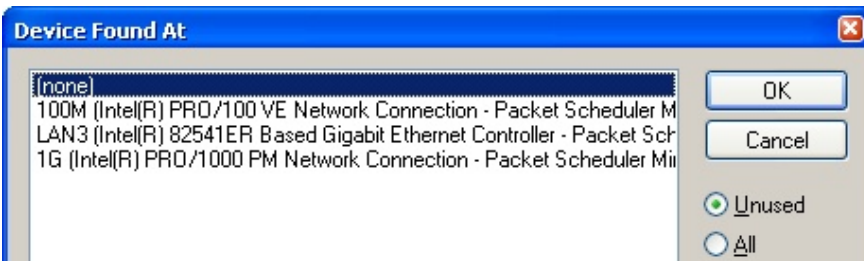 Device Found At
(none)
100M (Intel(R) PRO/100 VE Network Connection - Packet Scheduler M
LAN3 (Intel(R) 82541ER Based Gigabit Ethernet Controller - Packet Sch
1G (Intel(R) PRO/1000 PM Network Connection - Packet Scheduler Mii
OK
Cancel
Unused
All